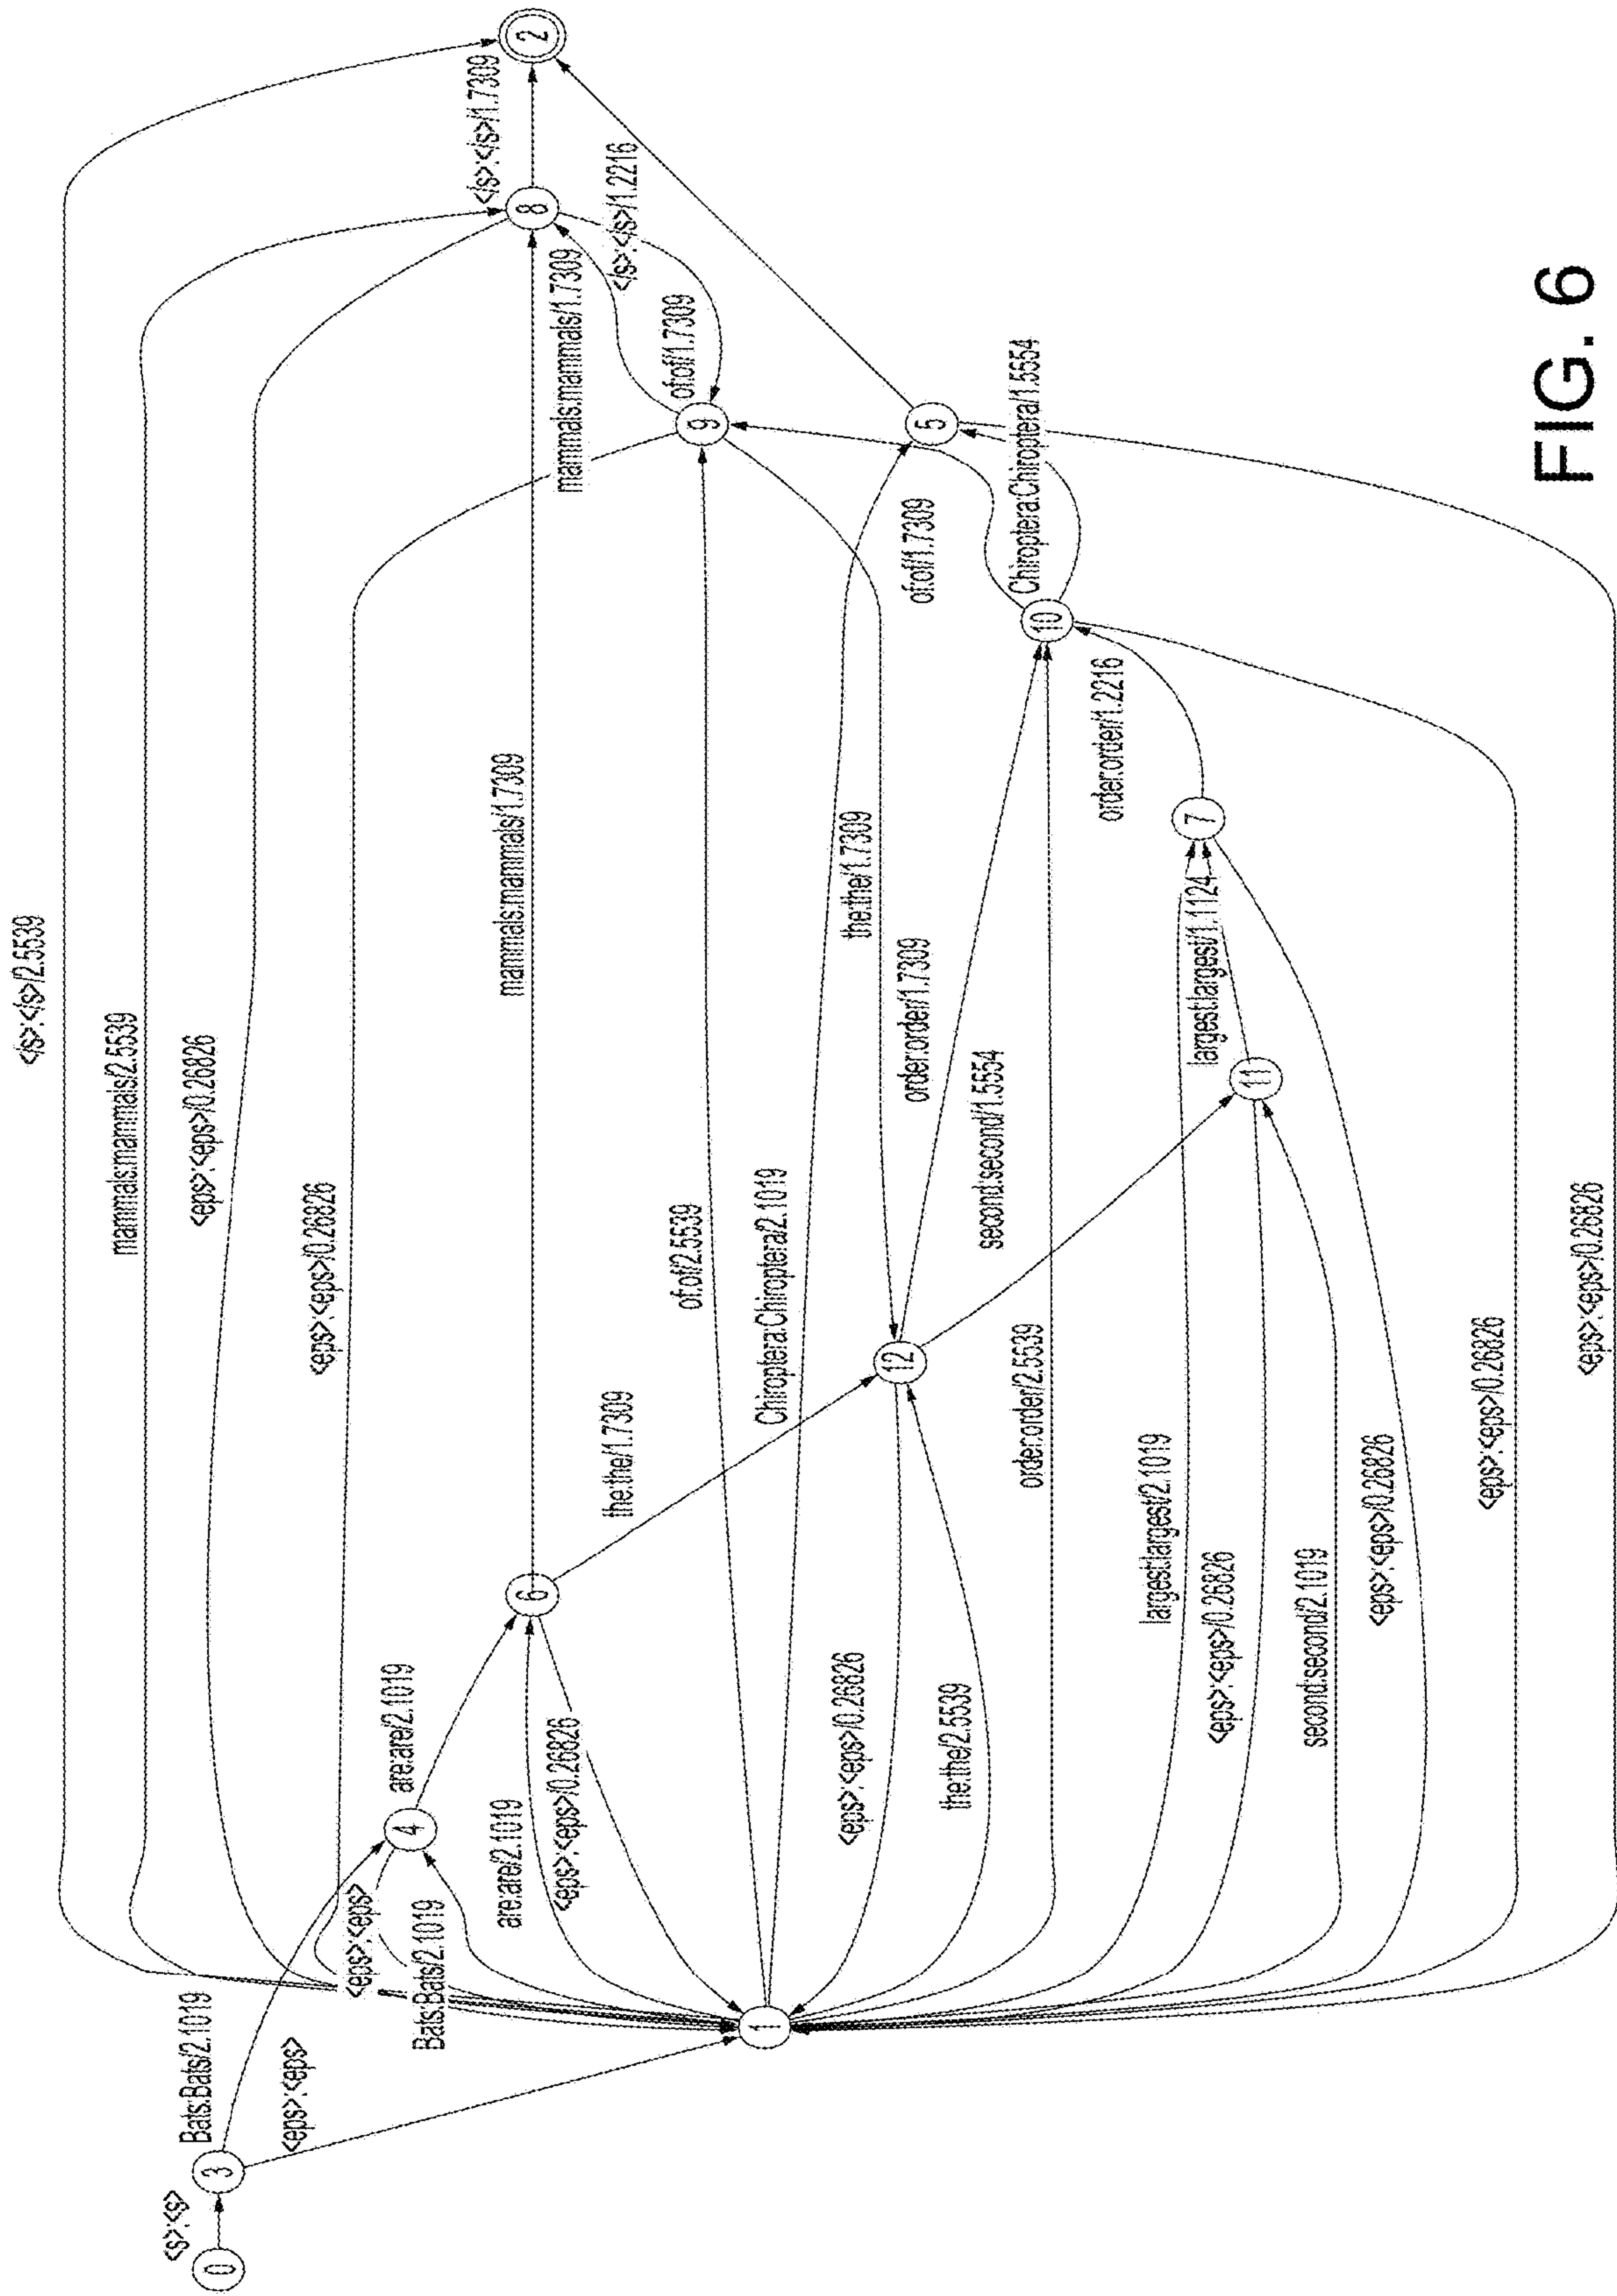 <s>:<s>
0
3
Bats:Bats/2.1019
<eps>:<eps>
<eps>:<eps>
Bats:Bats/2.1019
4
are:are/2.1019
are:are/2.1019
<eps>:<eps>/0.26826
6
1
</s>:</s>/2.5539
mammals:mammals/2.5539
<eps>:<eps>/0.26826
<eps>:<eps>/0.26826
mammals:mammals/1.7309
the:the/1.7309
of:of/2.5539
Chiroptera:Chiroptera/2.1019
<eps>:<eps>/0.26826
the:the/2.5539
12
the:the/1.7309
order:order/1.7309
second:second/1.5554
order:order/2.5539
largest:largest/2.1019
<eps>:<eps>/0.26826
second:second/2.1019
<eps>:<eps>/0.26826
<eps>:<eps>/0.26826
<eps>:<eps>/0.26826
11
largest:largest/1.1124
7
order:order/1.2216
10
of:of/1.7309
Chiroptera:Chiroptera/1.5554
5
9
of:of/1.7309
mammals:mammals/1.7309
</s>:</s>/1.2216
8
</s>:</s>/1.7309
2
FIG. 6